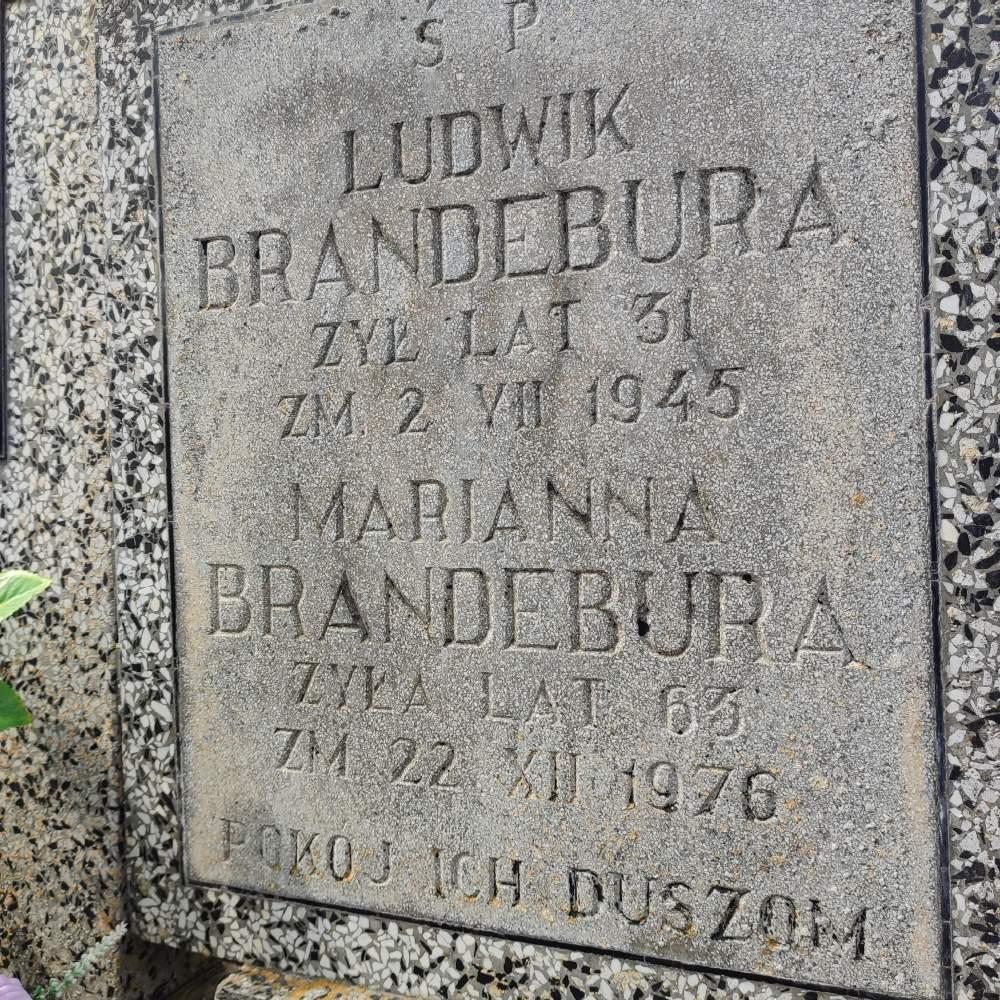 Ś P
LUDWIK
BRANDEBURA
ŻYŁ LAT 31
ZM. 2 VII 1945
MARIANNA
BRANDEBURA
ŻYŁA LAT 63
ZM. 22 XII 1976
POKÓJ ICH DUSZOM